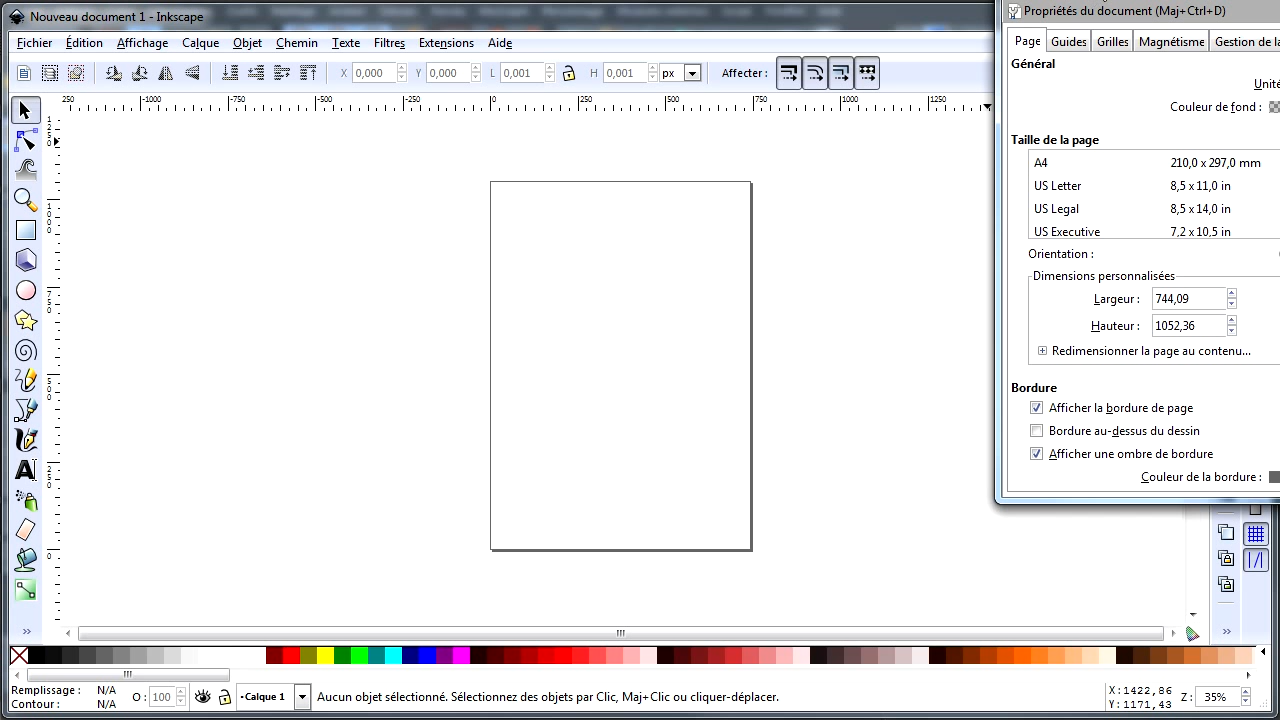 Nouveau document 1 - Inkscape
Fichier Édition Affichage Calque Objet Chemin Texte Filtres Extensions Aide
X 0,000 Y 0,000 L 0,001 H 0,001 px Affecter :
250 -1000 -750 -500 -250 0 250 500 750 1000 1250
1250
1000
750
500
250
0
Propriétés du document (Maj+Ctrl+D)
Page Guides Grilles Magnétisme Gestion de la
Général
Unité
Couleur de fond :
Taille de la page
A4 210,0 x 297,0 mm
US Letter 8,5 x 11,0 in
US Legal 8,5 x 14,0 in
US Executive 7,2 x 10,5 in
Orientation :
Dimensions personnalisées
Largeur : 744,09
Hauteur : 1052,36
Redimensionner la page au contenu...
Bordure
Afficher la bordure de page
Bordure au-dessus du dessin
Afficher une ombre de bordure
Couleur de la bordure :
Remplissage : N/A
Contour : N/A
O : 100
•Calque 1
Aucun objet sélectionné. Sélectionnez des objets par Clic, Maj+Clic ou cliquer-déplacer.
X:1422,86
Y:1171,43
Z: 35%